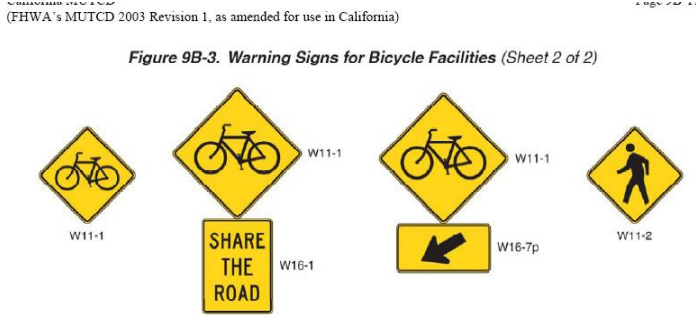 (FHWA's MUTCD 2003 Revision 1, as amended for use in California)
Figure 9B-3. Warning Signs for Bicycle Facilities (Sheet 2 of 2)
W11-1
SHARE
THE
ROAD
W11-1
W16-1
W11-1
W16-7p
W11-2